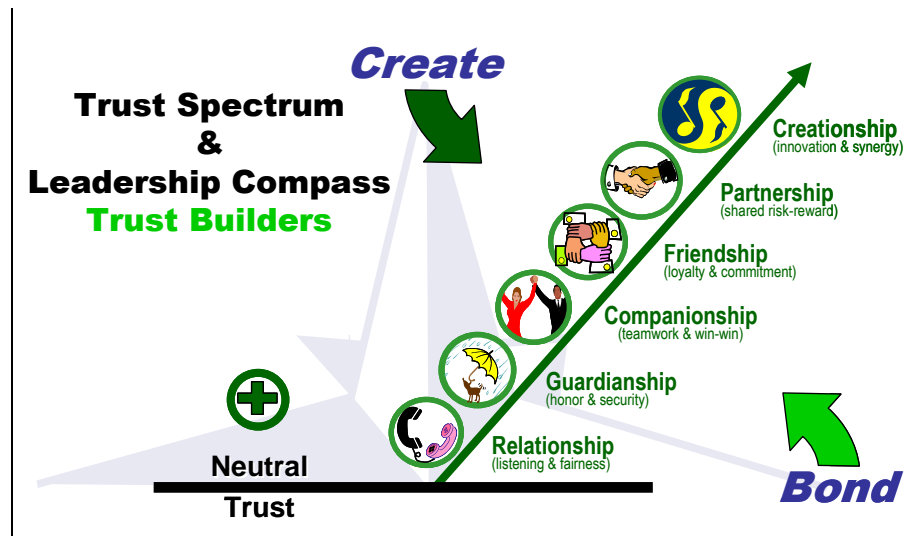 Create
Trust Spectrum
&
Leadership Compass
Trust Builders
Creationship
(innovation & synergy)
Partnership
(shared risk-reward)
Friendship
(loyalty & commitment)
Companionship
(teamwork & win-win)
Guardianship
(honor & security)
Relationship
(listening & fairness)
Neutral
Trust
Bond